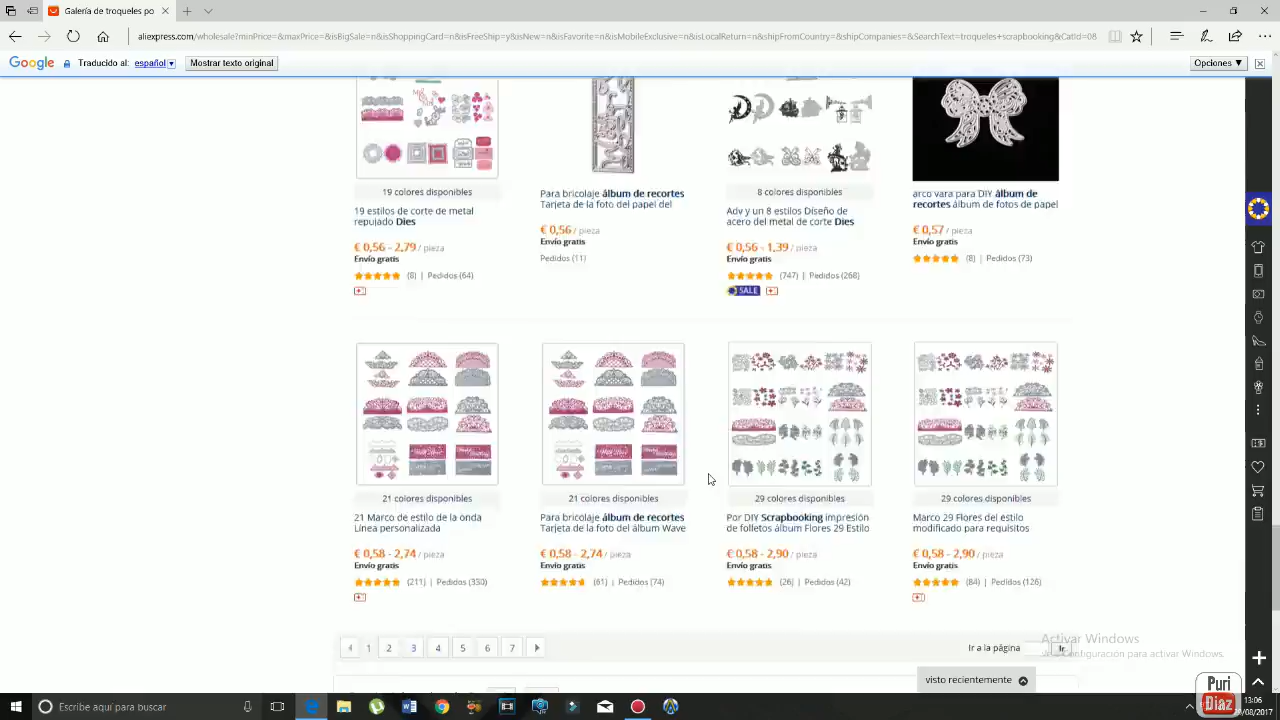 Galería de troqueles po
aliexpress.com/wholesale?minPrice=&maxPrice=&isBigSale=n&isShoppingCard=n&isFreeShip=y&isNew=n&isFavorite=n&isMobileExclusive=n&isLocalReturn=n&shipFromCountry=&shipCompanies=&SearchText=troqueles+scrapbooking&CatId=08
Google Traducido al: español Mostrar texto original Opciones ▼
19 colores disponibles
19 estilos de corte de metal
repujado Dies
€ 0,56 - 2,79 / pieza
Envío gratis
(8) | Pedidos (64)
Para bricolaje álbum de recortes
Tarjeta de la foto del papel del
€ 0,56 / pieza
Envío gratis
Pedidos (11)
8 colores disponibles
Adv y un 8 estilos Diseño de
acero del metal de corte Dies
€ 0,56 - 1,39 / pieza
Envío gratis
(747) | Pedidos (268)
SALE
arco vara para DIY álbum de
recortes álbum de fotos de papel
€ 0,57 / pieza
Envío gratis
(8) | Pedidos (73)
21 colores disponibles
21 Marco de estilo de la onda
Línea personalizada
€ 0,58 - 2,74 / pieza
Envío gratis
(211) | Pedidos (330)
21 colores disponibles
Para bricolaje álbum de recortes
Tarjeta de la foto del álbum Wave
€ 0,58 - 2,74 / pieza
Envío gratis
(61) | Pedidos (74)
29 colores disponibles
Por DIY Scrapbooking impresión
de folletos álbum Flores 29 Estilo
€ 0,58 - 2,90 / pieza
Envío gratis
(26) | Pedidos (42)
29 colores disponibles
Marco 29 Flores del estilo
modificado para requisitos
€ 0,58 - 2,90 / pieza
Envío gratis
(84) | Pedidos (126)
1 2 3 4 5 6 7
Ir a la página Ir
Activar Windows
Configuración para activar Windows.
visto recientemente
Escribe aquí para buscar
13:06
/08/2017
Puri
Diaz